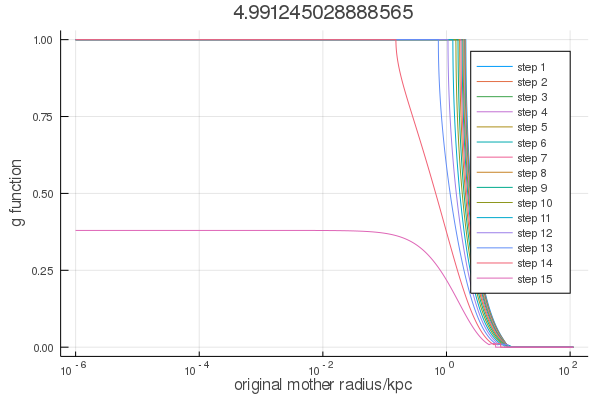 4.991245028888565
g function
1.00
0.75
0.50
0.25
0.00
step 1
step 2
step 3
step 4
step 5
step 6
step 7
step 8
step 9
step 10
step 11
step 12
step 13
step 14
step 15
10^-6 10^-4 10^-2 10^0 10^2
original mother radius/kpc